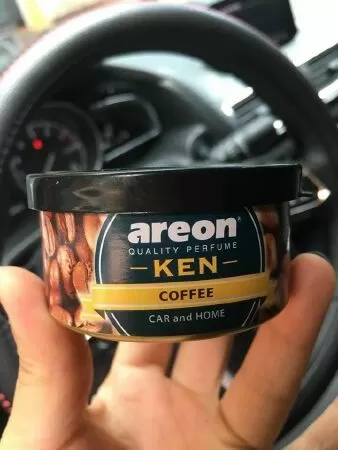 areon®
QUALITY PERFUME
KEN
COFFEE
CAR and HOME